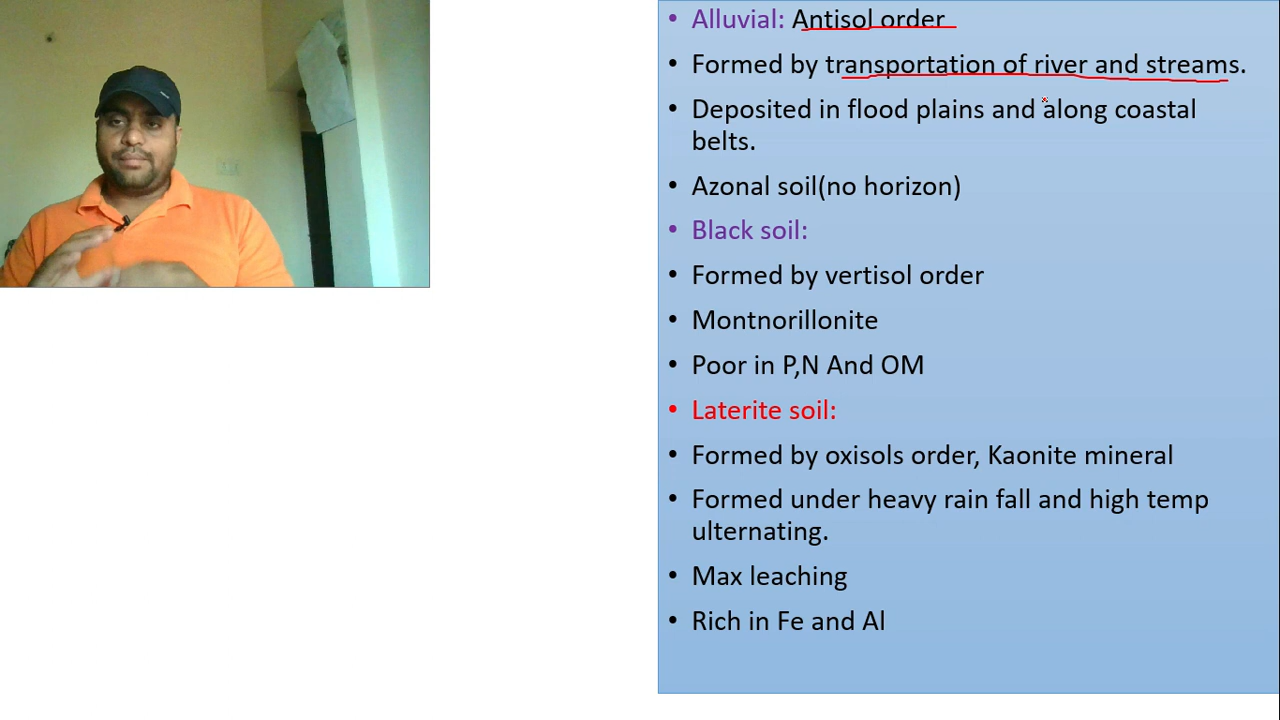 • Alluvial: Antisol order
• Formed by transportation of river and streams.
• Deposited in flood plains and along coastal
belts.
• Azonal soil(no horizon)
• Black soil:
• Formed by vertisol order
• Montnorillonite
• Poor in P,N And OM
• Laterite soil:
• Formed by oxisols order, Kaonite mineral
• Formed under heavy rain fall and high temp
ulternating.
• Max leaching
• Rich in Fe and Al